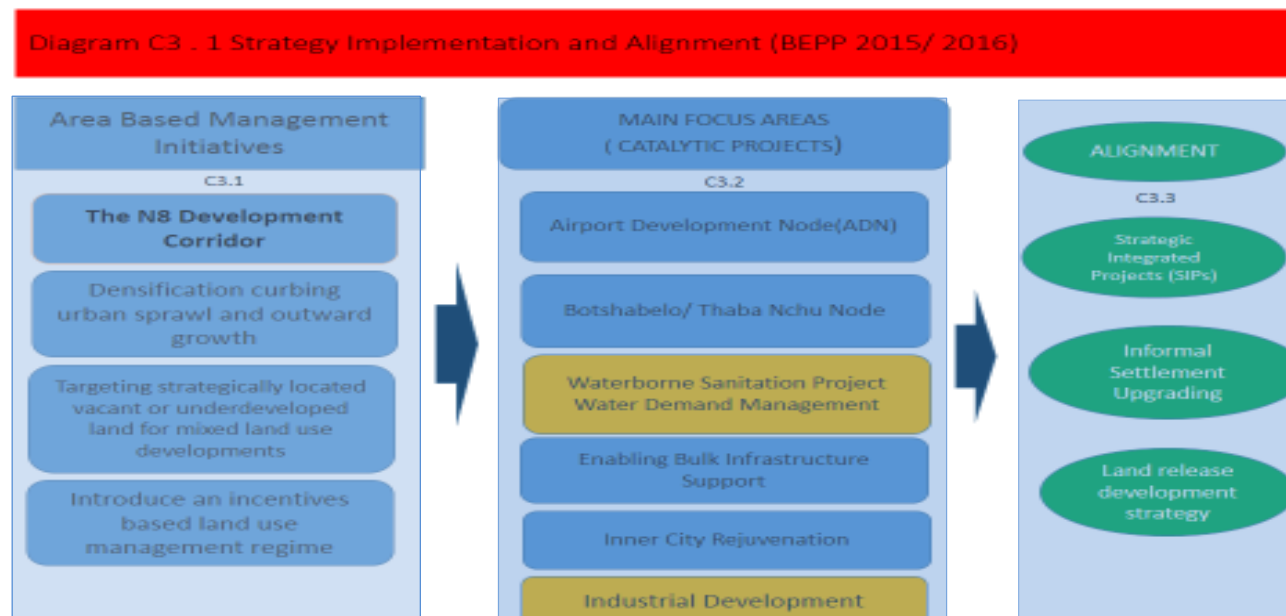 Diagram C3 . 1 Strategy Implementation and Alignment (BEPP 2015/ 2016)
Area Based Management
Initiatives
C3.1
The N8 Development
Corridor
Densification curbing
urban sprawl and outward
growth
Targeting strategically located
vacant or underdeveloped
land for mixed land use
developments
Introduce an incentives
based land use
management regime
MAIN FOCUS AREAS
( CATALYTIC PROJECTS)
C3.2
Airport Development Node(ADN)
Botshabelo/ Thaba Nchu Node
Waterborne Sanitation Project
Water Demand Management
Enabling Bulk Infrastructure
Support
Inner City Rejuvenation
Industrial Development
ALIGNMENT
C3.3
Strategic
Integrated
Projects (SIPs)
Informal
Settlement
Upgrading
Land release
development
strategy